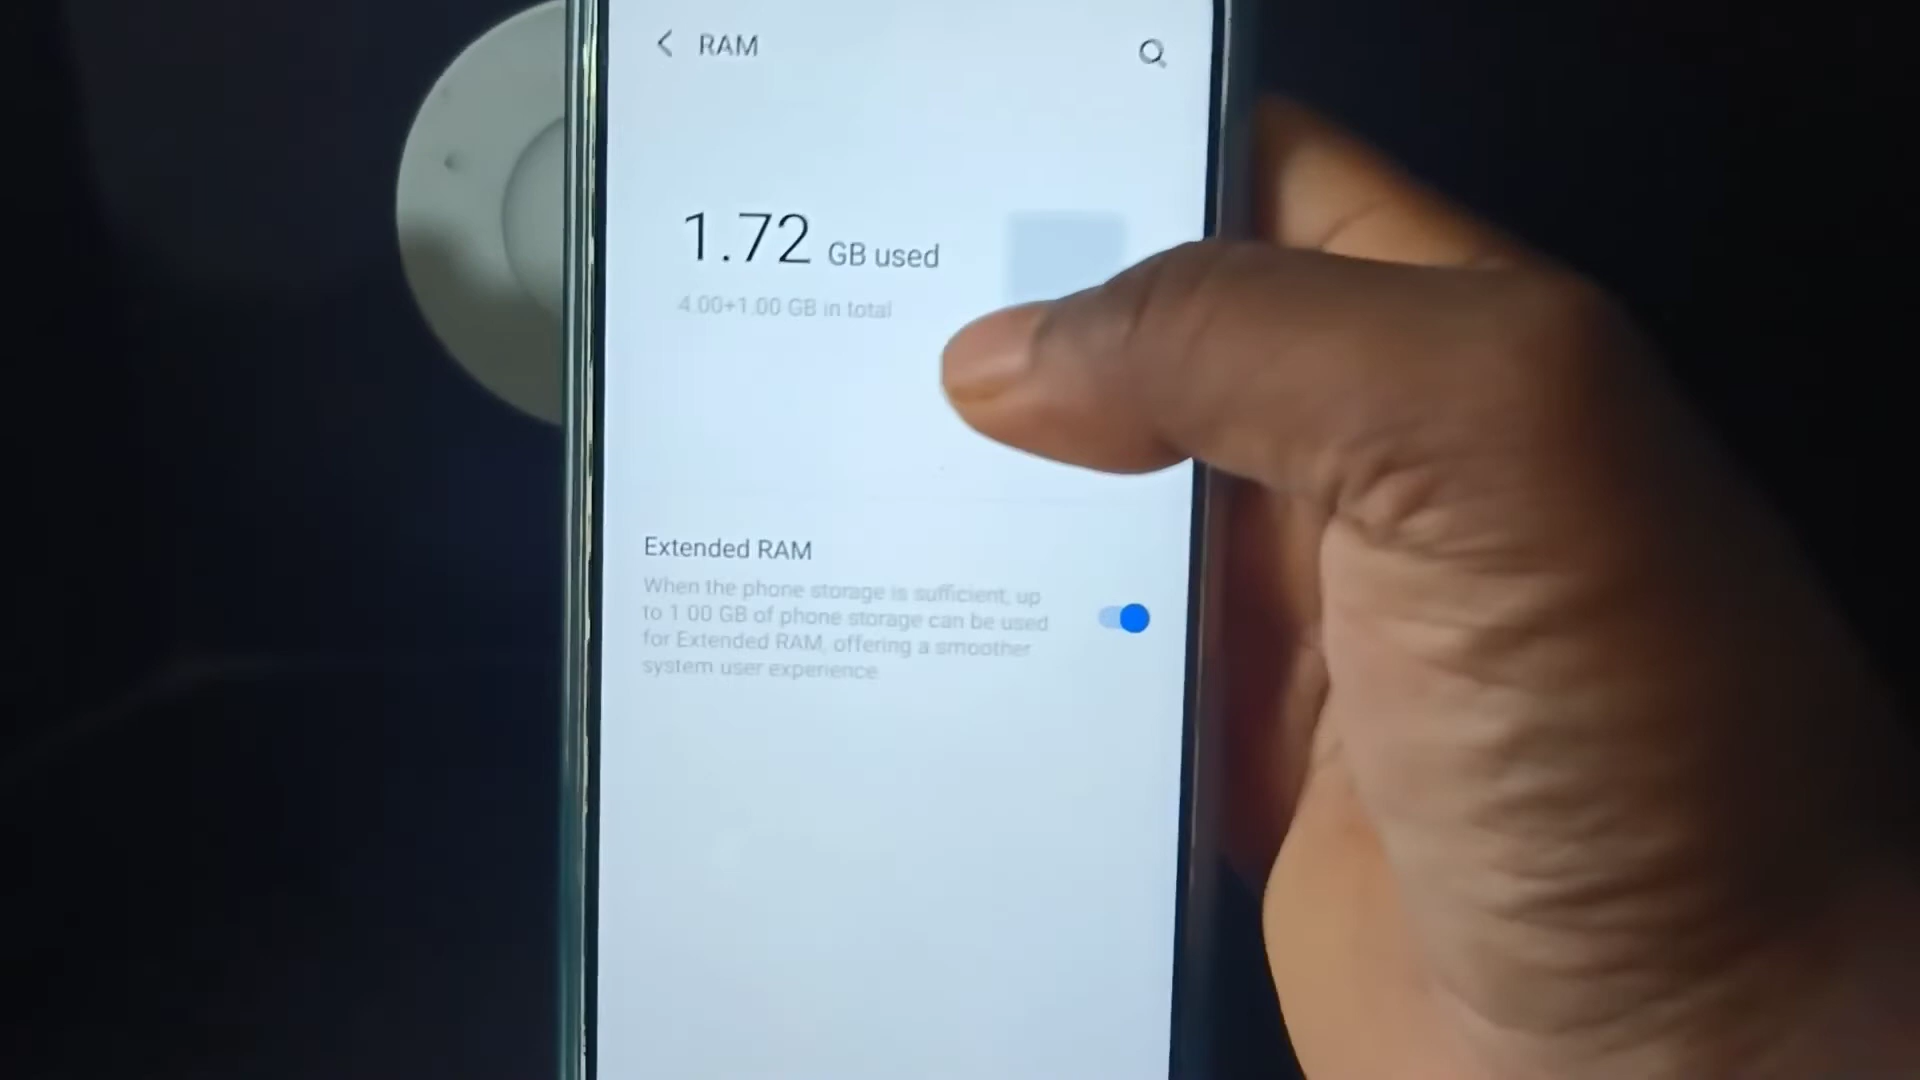 RAM
1.72 GB used
4.00+1.00 GB in total
Extended RAM
When the phone storage is sufficient, up
to 1.00 GB of phone storage can be used
for Extended RAM, offering a smoother
system user experience